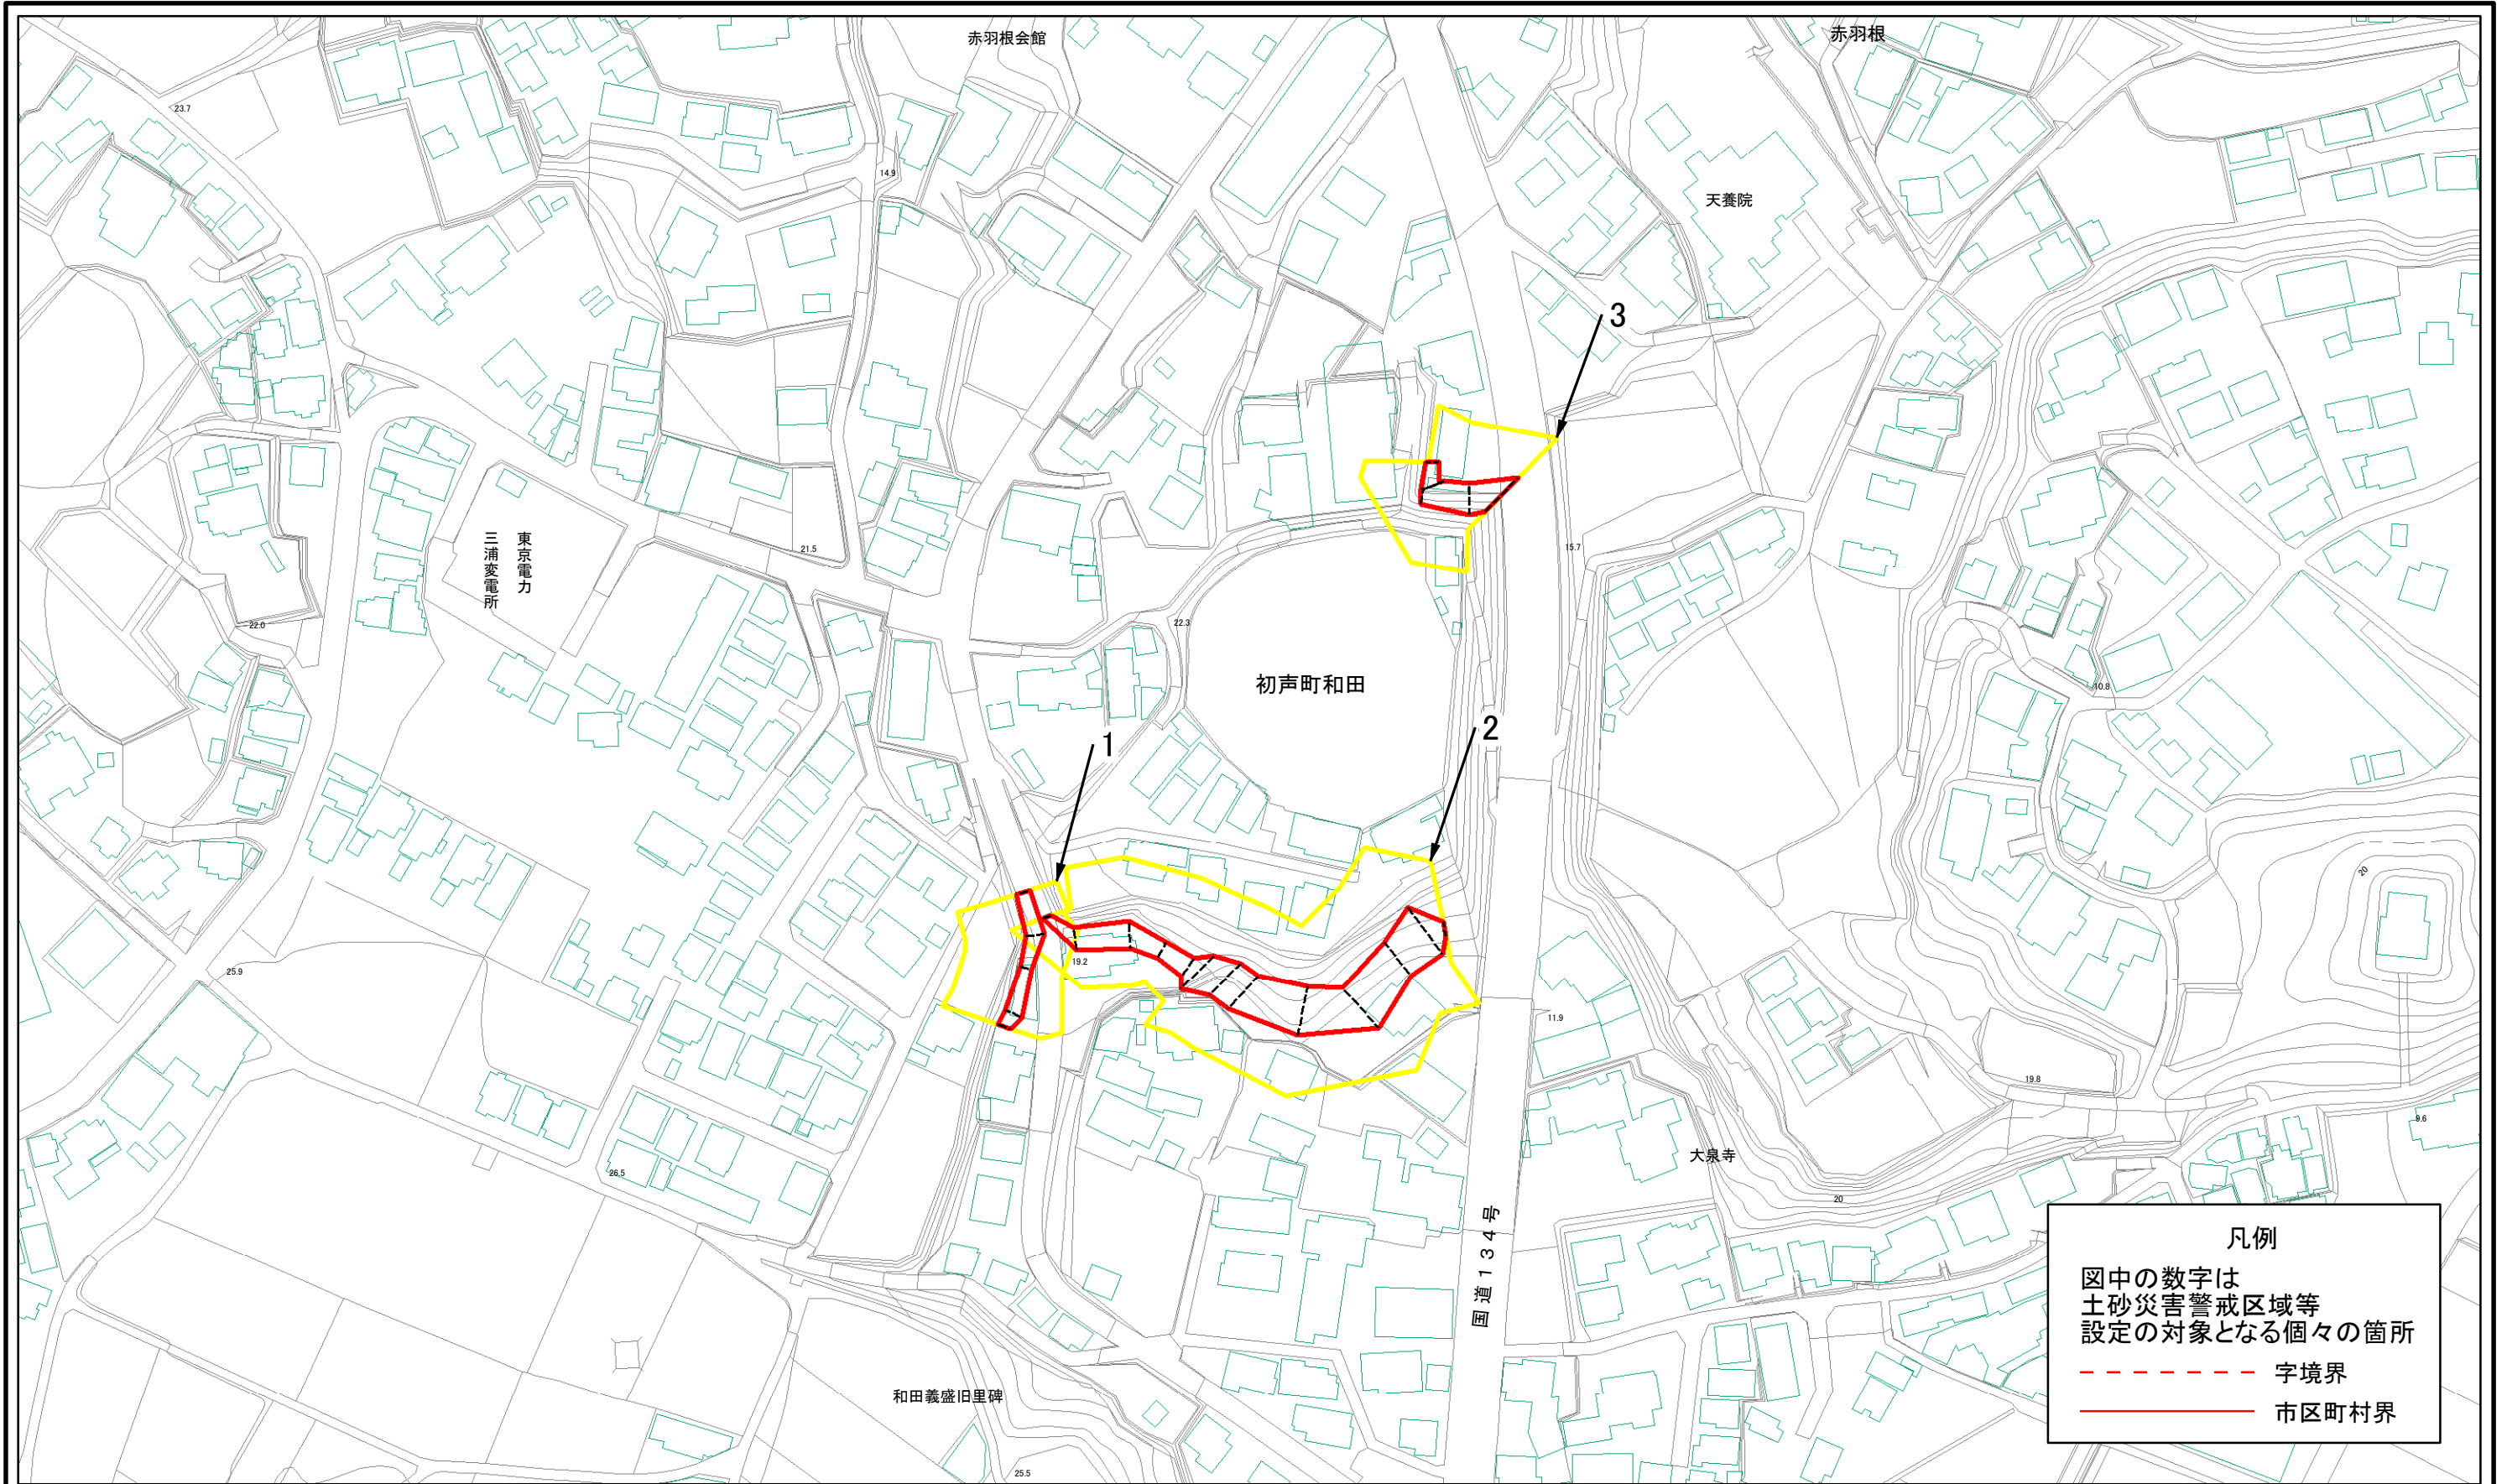 赤羽根会館
赤羽根
23.7
14.9
天養院
3
東京電力
三浦変電所
21.5
15.7
22.0
22.3
初声町和田
10.8
2
1
20
19.2
25.9
11.9
19.8
9.6
大泉寺
26.5
20
国道134号
和田義盛旧里碑
25.5
凡例
図中の数字は
土砂災害警戒区域等
設定の対象となる個々の箇所
字境界
市区町村界